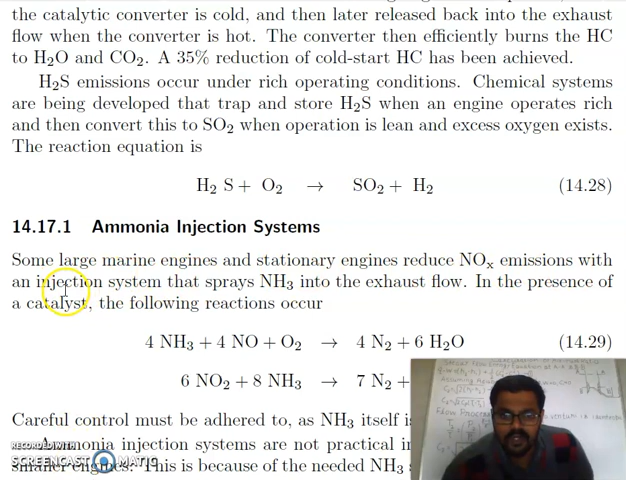 the catalytic converter is cold, and then later released back into the exhaust
flow when the converter is hot. The converter then efficiently burns the HC
to H₂O and CO₂. A 35% reduction of cold-start HC has been achieved.
H₂S emissions occur under rich operating conditions. Chemical systems
are being developed that trap and store H₂S when an engine operates rich
and then convert this to SO₂ when operation is lean and excess oxygen exists.
The reaction equation is
H₂ S + O₂ → SO₂ + H₂ (14.28)
14.17.1 Ammonia Injection Systems
Some large marine engines and stationary engines reduce NOₓ emissions with
an injection system that sprays NH₃ into the exhaust flow. In the presence of
a catalyst, the following reactions occur
4 NH₃ + 4 NO + O₂ → 4 N₂ + 6 H₂O (14.29)
6 NO₂ + 8 NH₃ → 7 N₂ +
Careful control must be adhered to, as NH₃ itself is
Ammonia injection systems are not practical in
smaller engines. This is because of the needed NH₃
RECORDED WITH
SCREENCAST MATIC